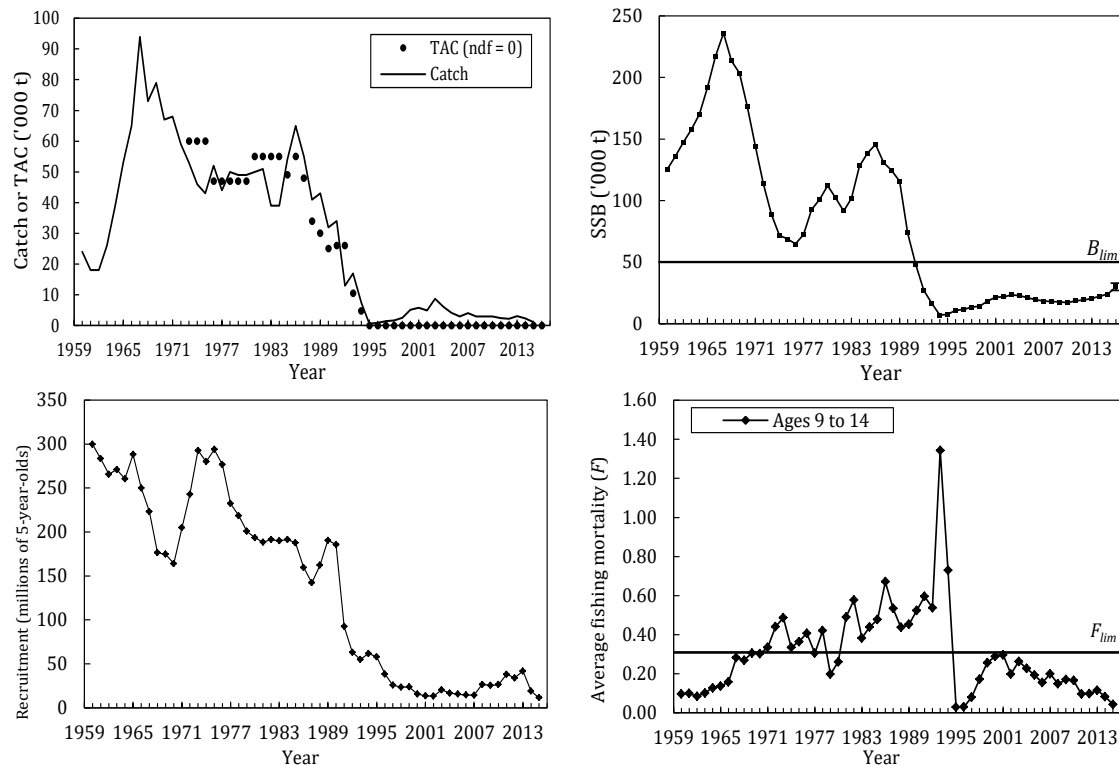 100
90
80
70
60
50
40
30
20
10
0
Catch or TAC ('000 t)
TAC (ndf = 0)
Catch
1959 1965 1971 1977 1983 1989 1995 2001 2007 2013
Year
250
200
150
100
50
0
SSB ('000 t)
Blim
1959 1965 1971 1977 1983 1989 1995 2001 2007 2013
Year
350
300
250
200
150
100
50
0
Recruitment (millions of 5-year-olds)
1959 1965 1971 1977 1983 1989 1995 2001 2007 2013
Year
1.60
1.40
1.20
1.00
0.80
0.60
0.40
0.20
0.00
Average fishing mortality (F)
Ages 9 to 14
Flim
1959 1965 1971 1977 1983 1989 1995 2001 2007 2013
Year